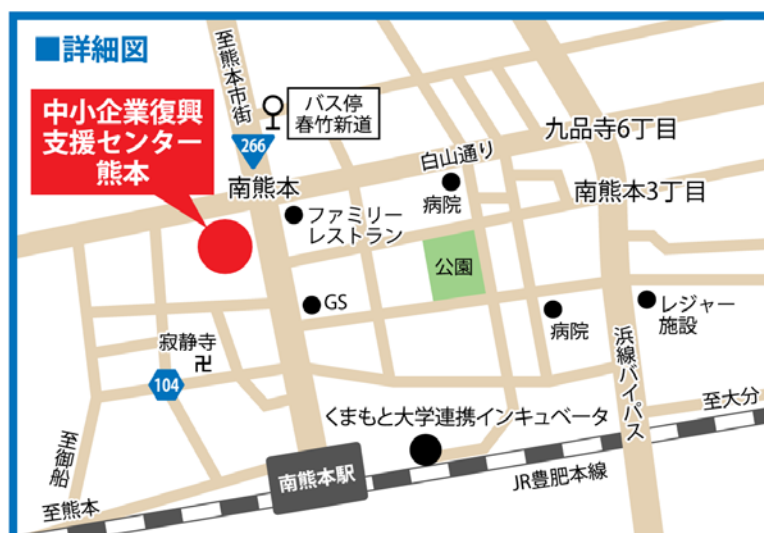 ■詳細図
至熊本市街
バス停
春竹新道
中小企業復興
支援センター
熊本
266
九品寺6丁目
白山通り
南熊本
病院
南熊本3丁目
ファミリー
レストラン
公園
GS
病院
レジャー
施設
寂静寺
卍
104
浜線バイパス
くまもと大学連携インキュベータ
至大分
至御船
南熊本駅
JR豊肥本線
至熊本